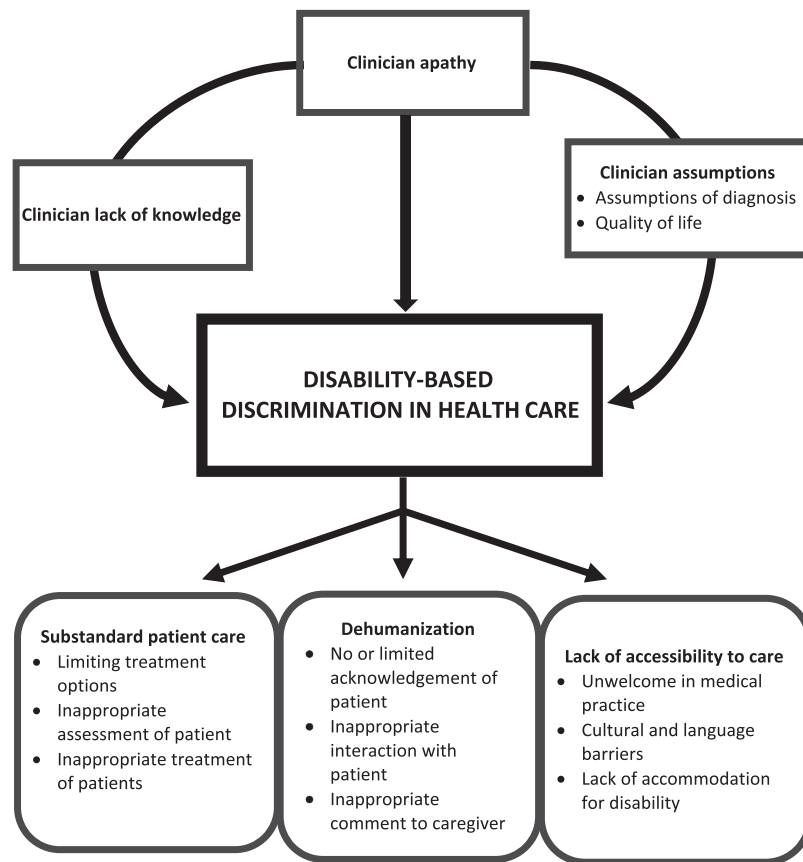 Clinician apathy
Clinician lack of knowledge
Clinician assumptions
• Assumptions of diagnosis
• Quality of life
DISABILITY-BASED
DISCRIMINATION IN HEALTH CARE
Substandard patient care
• Limiting treatment
options
• Inappropriate
assessment of patient
• Inappropriate treatment
of patients
Dehumanization
• No or limited
acknowledgement of
patient
• Inappropriate
interaction with
patient
• Inappropriate
comment to caregiver
Lack of accessibility to care
• Unwelcome in medical
practice
• Cultural and language
barriers
• Lack of accommodation
for disability